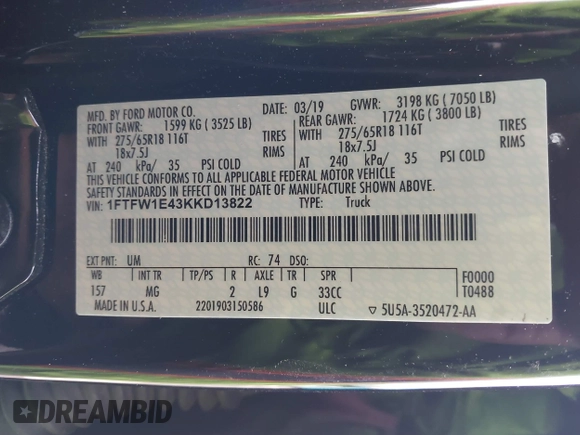 MFD. BY FORD MOTOR CO. DATE: 03/19 GVWR: 3198 KG (7050 LB)
FRONT GAWR: 1599 KG (3525 LB) REAR GAWR: 1724 KG (3800 LB)
WITH 275/65R18 116T TIRES WITH 275/65R18 116T TIRES
18x7.5J RIMS 18x7.5J RIMS
AT 240 kPa/ 35 PSI COLD AT 240 kPa/ 35 PSI COLD
THIS VEHICLE CONFORMS TO ALL APPLICABLE FEDERAL MOTOR VEHICLE
SAFETY STANDARDS IN EFFECT ON THE DATE OF MANUFACTURE SHOWN ABOVE.
VIN: 1FTFW1E43KKD13822 TYPE: Truck
EXT PNT: UM RC: 74 DSO:
WB INT TR TP/PS R AXLE TR SPR F0000
157 MG 2 L9 G 33CC T0488
MADE IN U.S.A. 2201903150586 ULC ▽ 5U5A-3520472-AA
DREAMBID